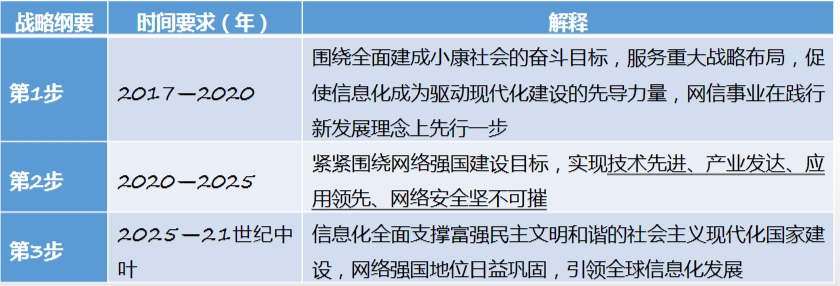 战略纲要 时间要求（年） 解释
第1步 2017—2020 围绕全面建成小康社会的奋斗目标，服务重大战略布局，促
使信息化成为驱动现代化建设的先导力量，网信事业在践行
新发展理念上先行一步
第2步 2020—2025 紧紧围绕网络强国建设目标，实现技术先进、产业发达、应
用领先、网络安全坚不可摧
第3步 2025—21世纪中
叶
信息化全面支撑富强民主文明和谐的社会主义现代化国家建
设，网络强国地位日益巩固，引领全球信息化发展